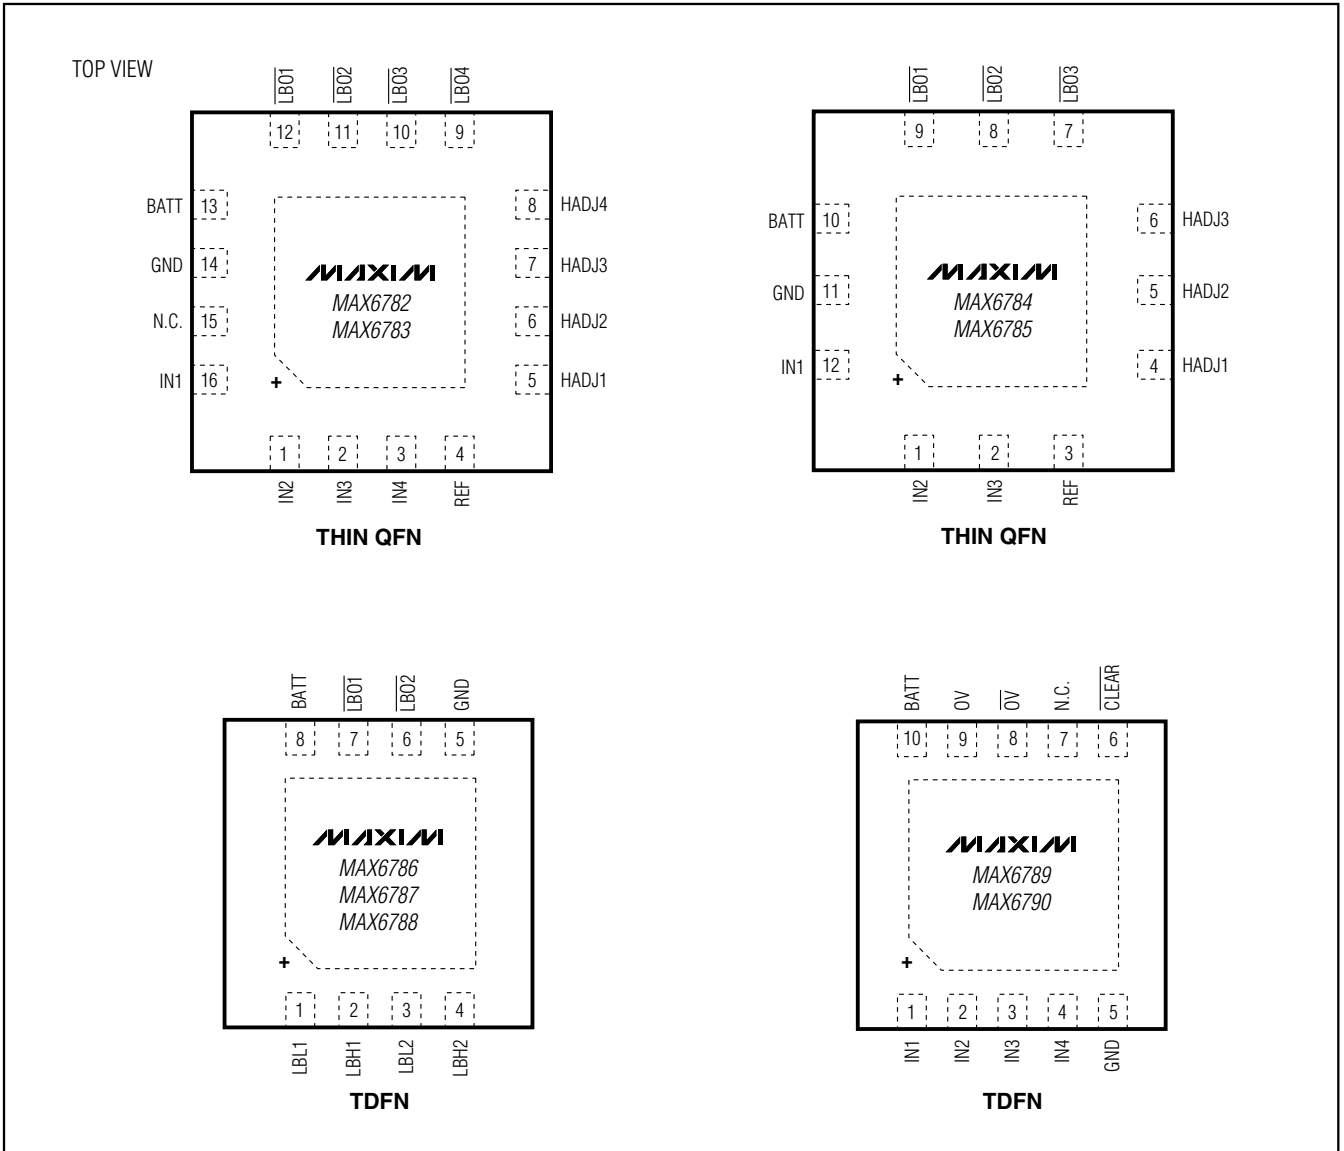 TOP VIEW
LBO1 LBO2 LBO3 LBO4
12 11 10 9
BATT 13
GND 14
N.C. 15
IN1 16
8 HADJ4
7 HADJ3
6 HADJ2
5 HADJ1
MAXIM
MAX6782
MAX6783
+
1 2 3 4
IN2 IN3 IN4 REF
THIN QFN
LBO1 LBO2 LBO3
9 8 7
BATT 10
GND 11
IN1 12
6 HADJ3
5 HADJ2
4 HADJ1
MAXIM
MAX6784
MAX6785
+
1 2 3
IN2 IN3 REF
THIN QFN
BATT LBO1 LBO2 GND
8 7 6 5
MAXIM
MAX6786
MAX6787
MAX6788
+
1 2 3 4
LBL1 LBH1 LBL2 LBH2
TDFN
BATT OV OV N.C. CLEAR
10 9 8 7 6
MAXIM
MAX6789
MAX6790
+
1 2 3 4 5
IN1 IN2 IN3 IN4 GND
TDFN